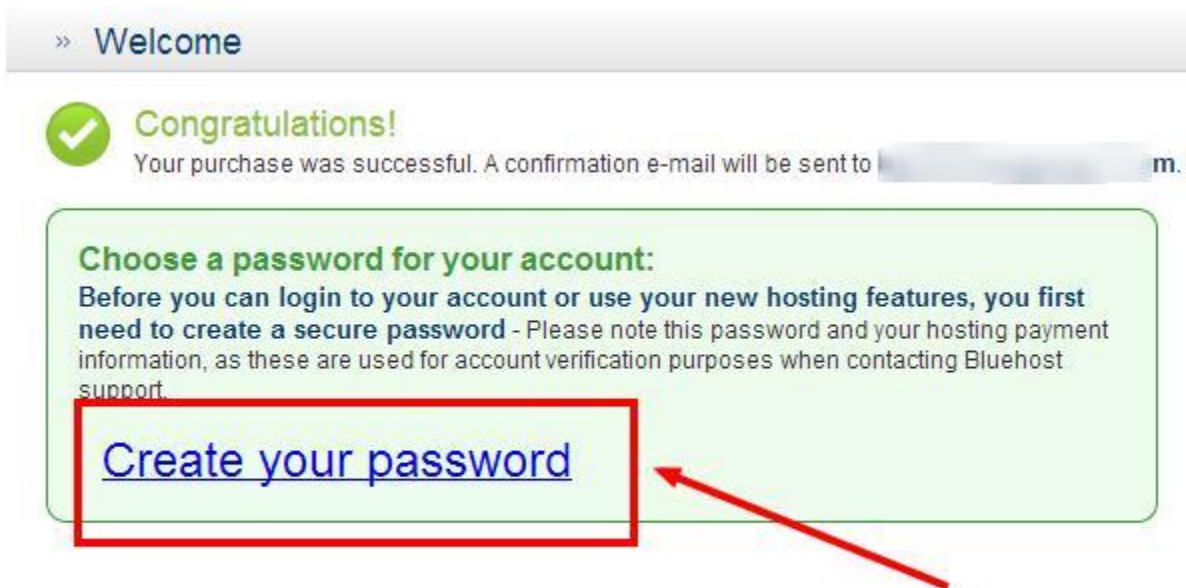 » Welcome
Congratulations!
Your purchase was successful. A confirmation e-mail will be sent to m.
Choose a password for your account:
Before you can login to your account or use your new hosting features, you first
need to create a secure password - Please note this password and your hosting payment
information, as these are used for account verification purposes when contacting Bluehost
support.
Create your password